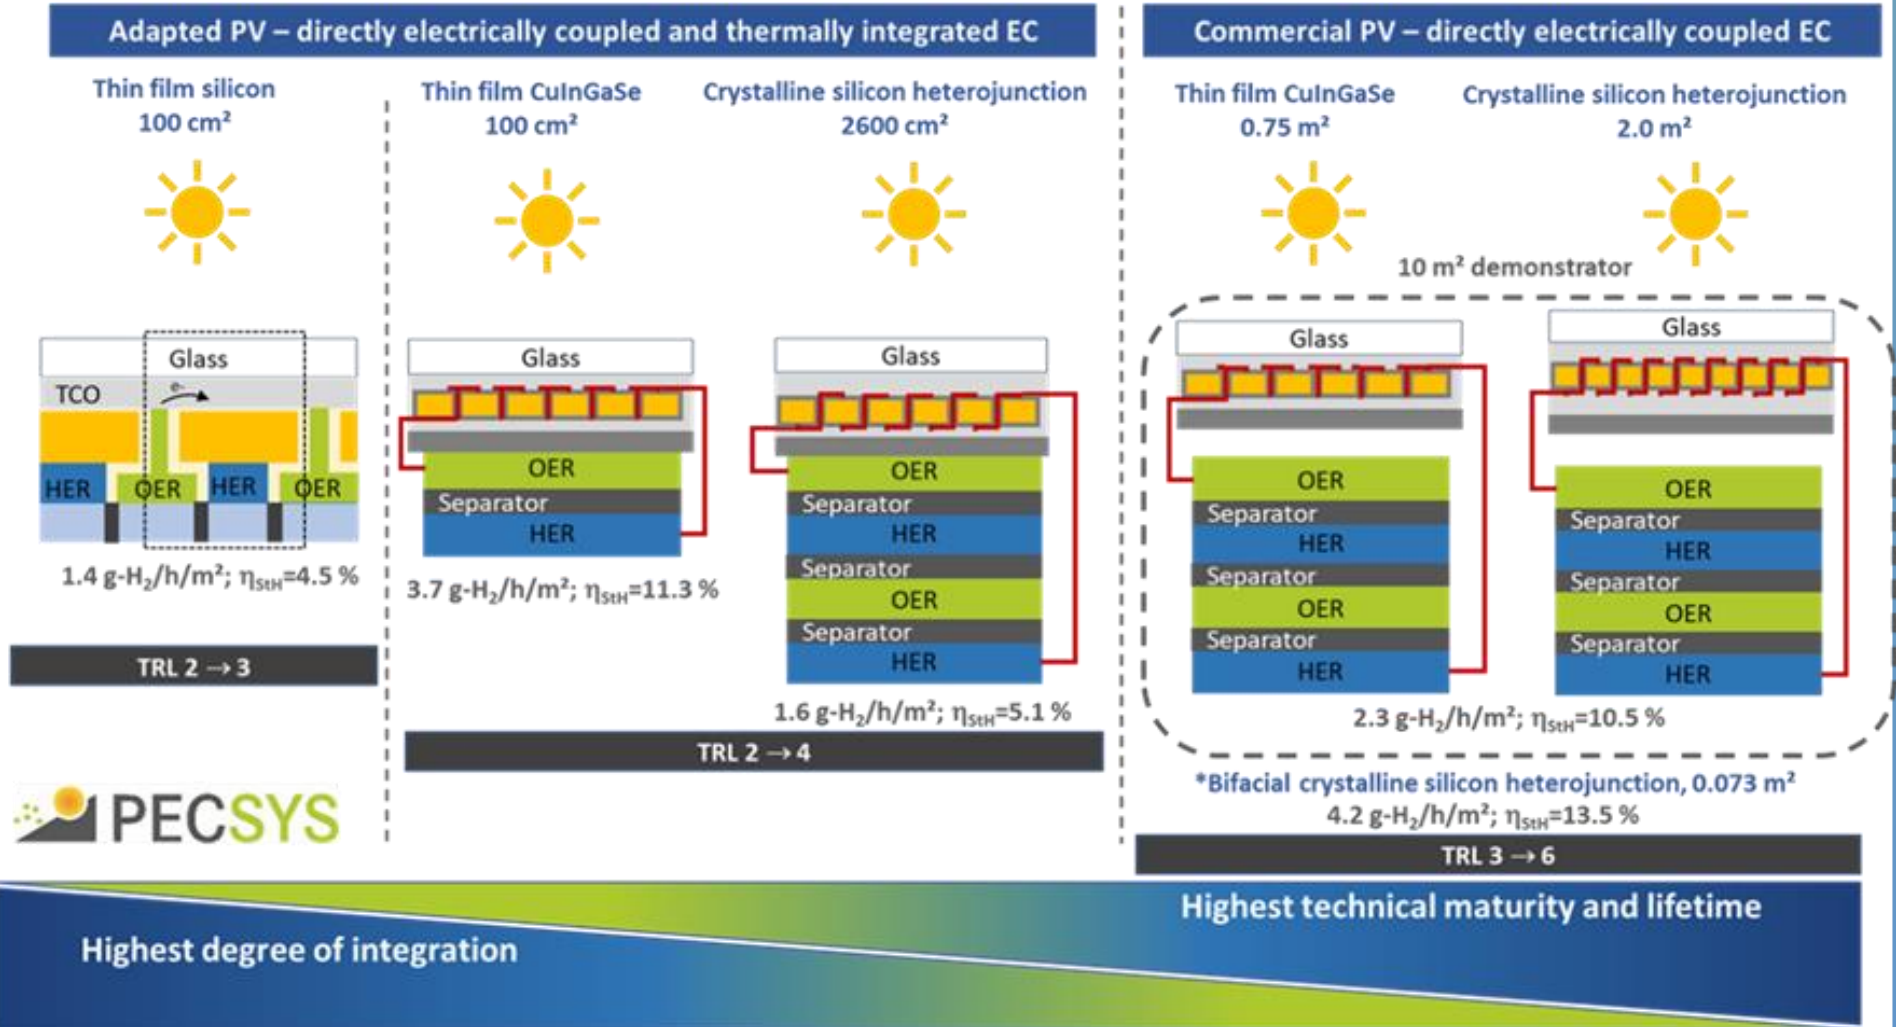 Adapted PV – directly electrically coupled and thermally integrated EC
Commercial PV – directly electrically coupled EC
Thin film silicon
100 cm²
Thin film CuInGaSe
100 cm²
Crystalline silicon heterojunction
2600 cm²
Thin film CuInGaSe
0.75 m²
Crystalline silicon heterojunction
2.0 m²
10 m² demonstrator
Glass
TCO
e-
HER
OER
HER
OER
1.4 g-H₂/h/m²; ηStH=4.5 %
TRL 2 → 3
Glass
OER
Separator
HER
3.7 g-H₂/h/m²; ηStH=11.3 %
Glass
OER
Separator
HER
Separator
OER
Separator
HER
1.6 g-H₂/h/m²; ηStH=5.1 %
TRL 2 → 4
Glass
OER
Separator
HER
Separator
OER
Separator
HER
Glass
OER
Separator
HER
Separator
OER
Separator
HER
2.3 g-H₂/h/m²; ηStH=10.5 %
*Bifacial crystalline silicon heterojunction, 0.073 m²
4.2 g-H₂/h/m²; ηStH=13.5 %
TRL 3 → 6
PECSYS
Highest technical maturity and lifetime
Highest degree of integration